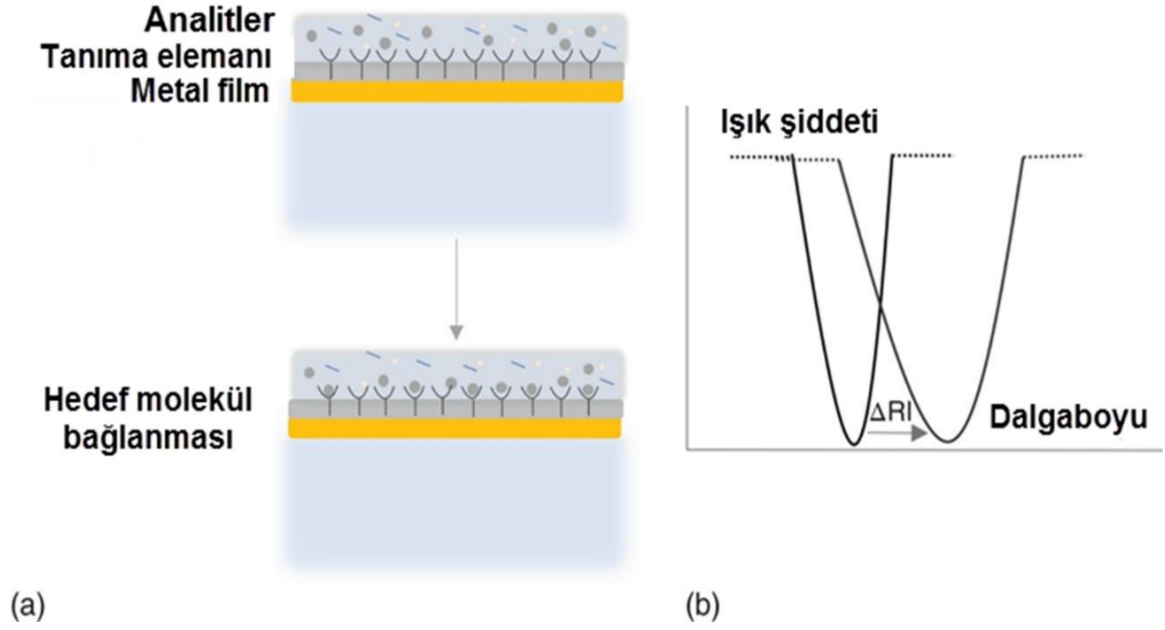 Analitler
Tanıma elemanı
Metal film
Hedef molekül
bağlanması
(a)
Işık şiddeti
ΔRI
Dalgaboyu
(b)